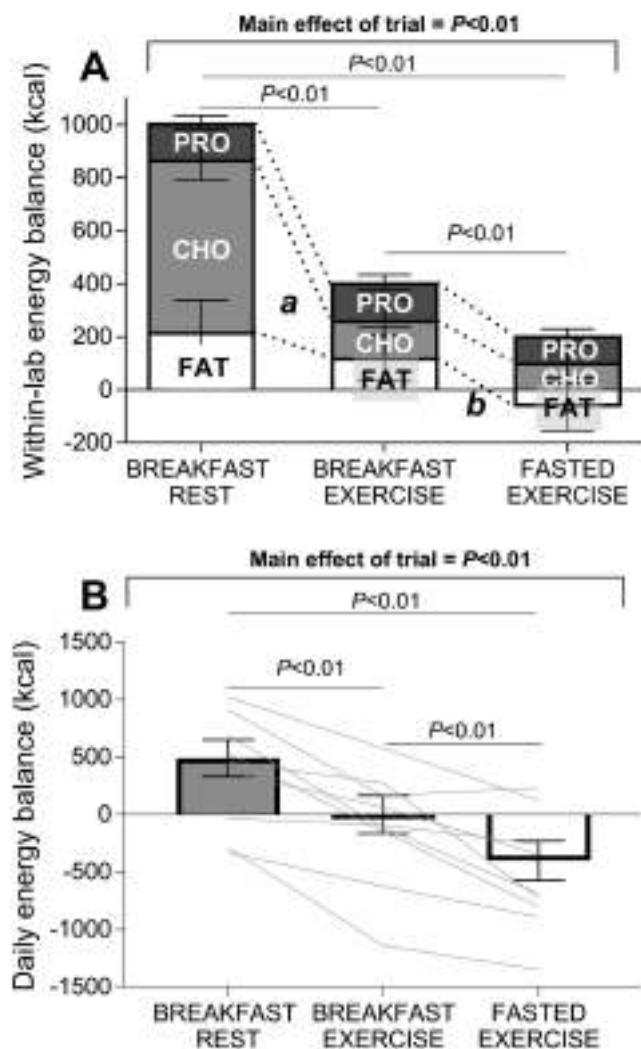 Main effect of trial = P<0.01
A
P<0.01
P<0.01
P<0.01
Within-lab energy balance (kcal)
1000
800
600
400
200
0
-200
PRO
CHO
FAT
a
PRO
CHO
FAT
b
PRO
CHO
FAT
BREAKFAST
REST
BREAKFAST
EXERCISE
FASTED
EXERCISE
Main effect of trial = P<0.01
B
P<0.01
P<0.01
P<0.01
Daily energy balance (kcal)
1500
1000
500
0
-500
-1000
-1500
BREAKFAST
REST
BREAKFAST
EXERCISE
FASTED
EXERCISE